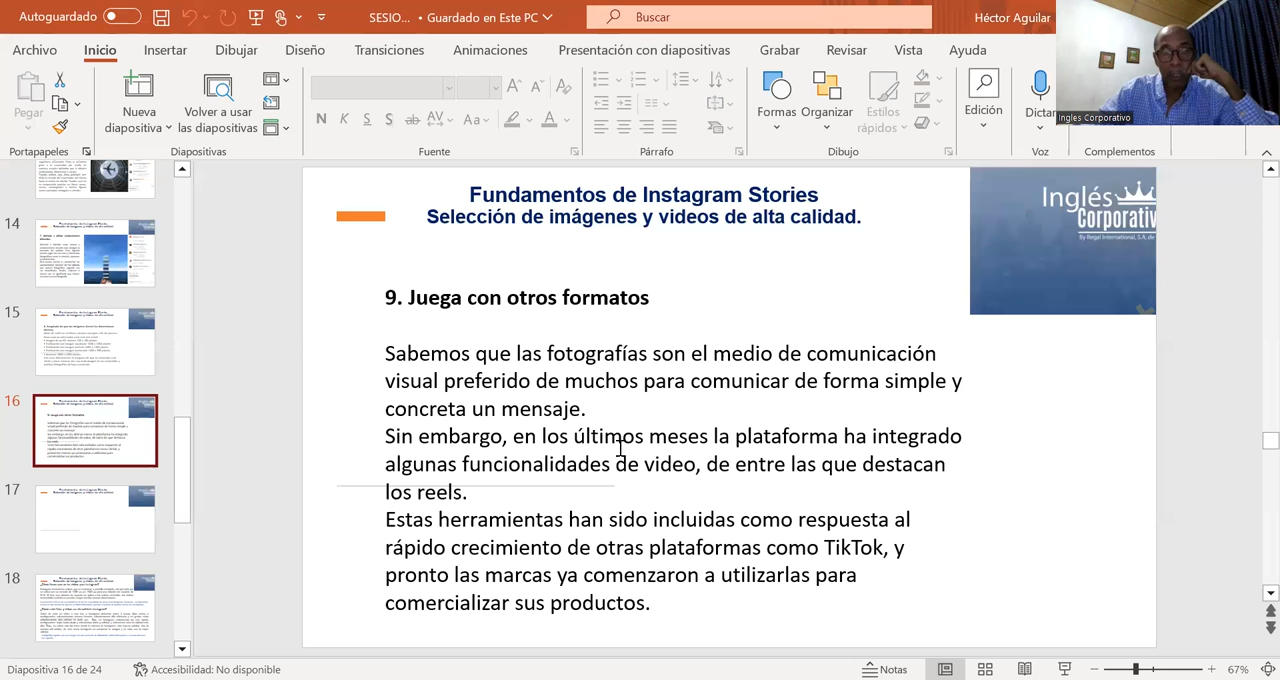 Autoguardado
SESIO... • Guardado en Este PC
Buscar
Héctor Aguilar
Archivo Inicio Insertar Dibujar Diseño Transiciones Animaciones Presentación con diapositivas Grabar Revisar Vista Ayuda
Pegar
Nueva diapositiva
Volver a usar las diapositivas
N K S S ab AV Aa A
Formas
Organizar
Estilos rápidos
Edición
Dictar
Ingles Corporativo
Portapapeles
Diapositivas
Fuente
Párrafo
Dibujo
Voz
Complementos
14
15
16
17
18
Fundamentos de Instagram Stories
Selección de imágenes y videos de alta calidad.
Inglés
Corporativ
By Regal International, S.A. de
9. Juega con otros formatos
Sabemos que las fotografías son el medio de comunicación
visual preferido de muchos para comunicar de forma simple y
concreta un mensaje.
Sin embargo, en los últimos meses la plataforma ha integrado
algunas funcionalidades de video, de entre las que destacan
los reels.
Estas herramientas han sido incluidas como respuesta al
rápido crecimiento de otras plataformas como TikTok, y
pronto las marcas ya comenzaron a utilizarlas para
comercializar sus productos.
Diapositiva 16 de 24
Accesibilidad: No disponible
Notas
67%